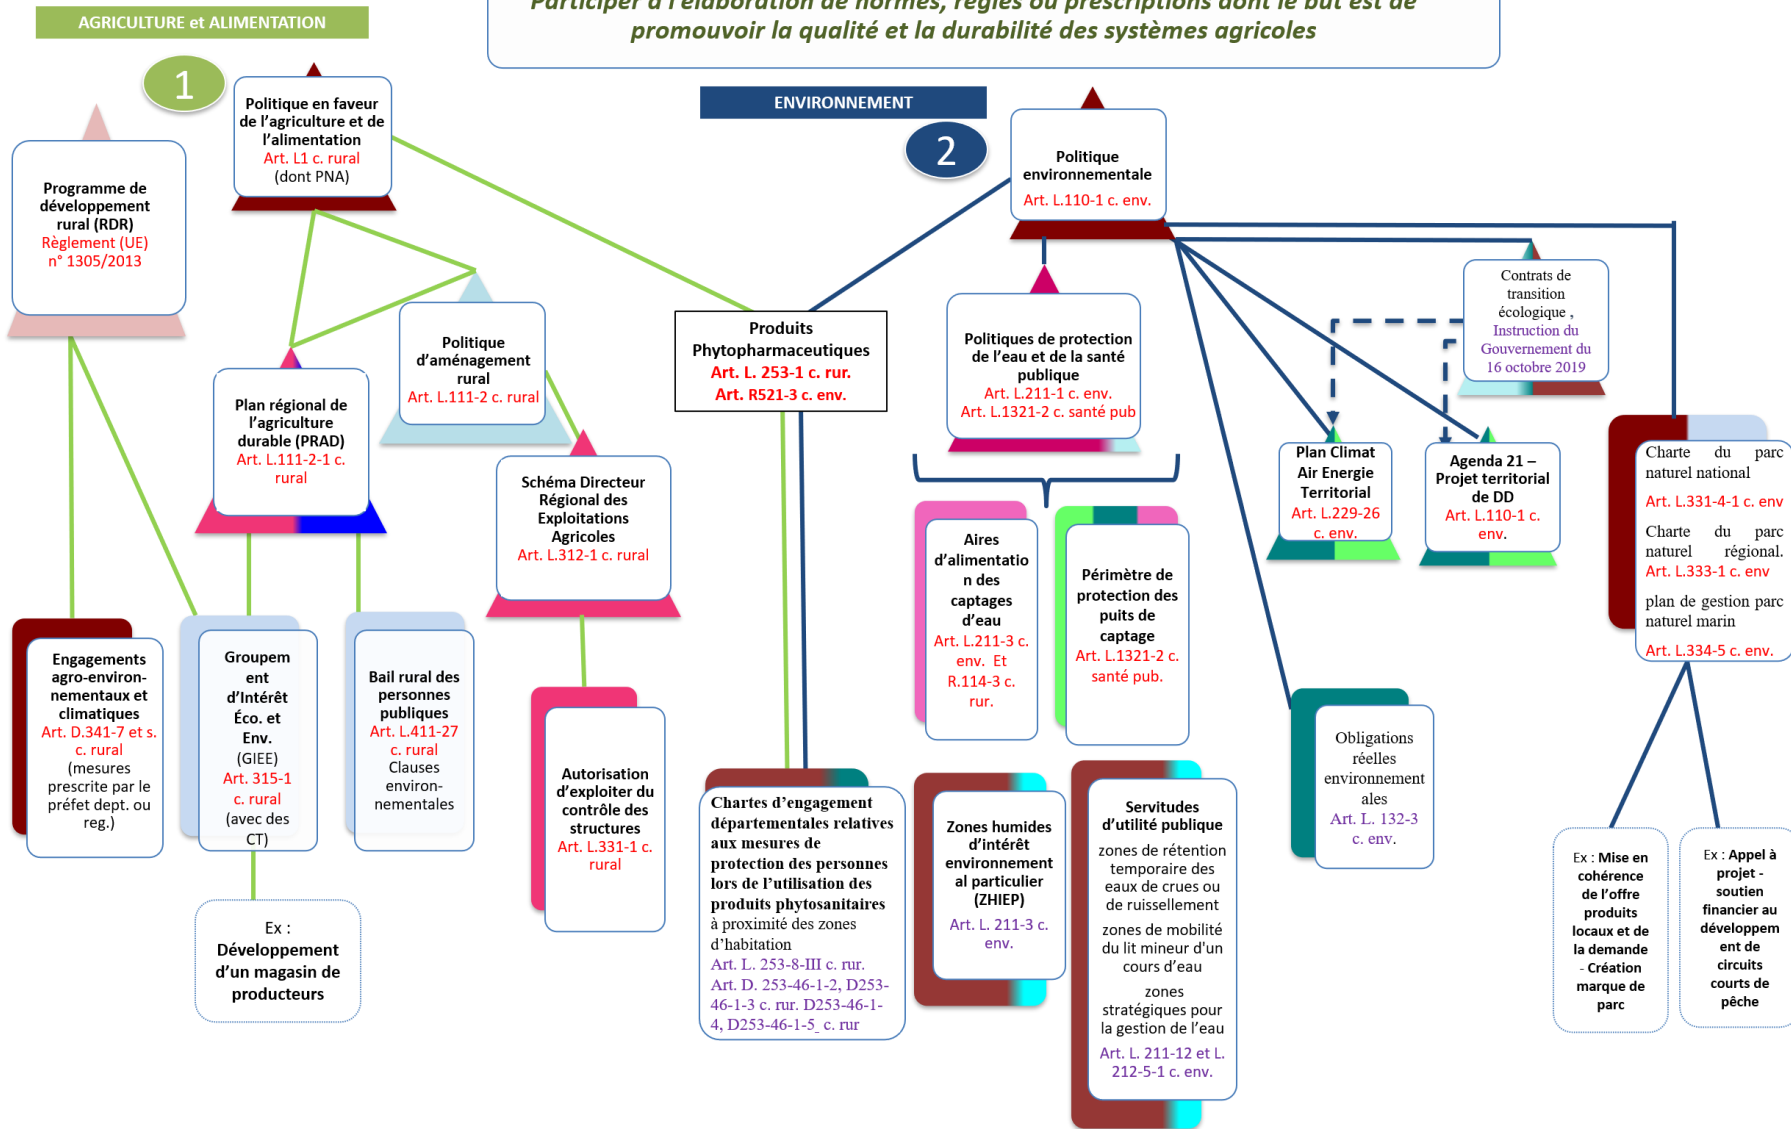 Participer à l'élaboration de normes, règles ou prescriptions dont le but est de
promouvoir la qualité et la durabilité des systèmes agricoles
AGRICULTURE et ALIMENTATION
1
Politique en faveur
de l'agriculture et de
l'alimentation
Art. L1 c. rural
(dont PNA)
Programme de
développement
rural (RDR)
Règlement (UE)
n° 1305/2013
Politique
d'aménagement
rural
Art. L.111-2 c. rural
Plan régional de
l'agriculture
durable (PRAD)
Art. L.111-2-1 c.
rural
Schéma Directeur
Régional des
Exploitations
Agricoles
Art. L.312-1 c. rural
Engagements
agro-environ-
nementaux et
climatiques
Art. D.341-7 et s.
c. rural
(mesures
prescrite par le
préfet dept. ou
reg.)
Groupem
ent
d'Intérêt
Éco. et
Env.
(GIEE)
Art. 315-1
c. rural
(avec des
CT)
Bail rural des
personnes
publiques
Art. L.411-27
c. rural
Clauses
environ-
nementales
Autorisation
d'exploiter du
contrôle des
structures
Art. L.331-1 c.
rural
Ex :
Développement
d'un magasin de
producteurs
ENVIRONNEMENT
2
Politique
environnementale
Art. L.110-1 c. env.
Produits
Phytopharmaceutiques
Art. L. 253-1 c. rur.
Art. R521-3 c. env.
Chartes d'engagement
départementales relatives
aux mesures de
protection des personnes
lors de l'utilisation des
produits phytosanitaires
à proximité des zones
d'habitation
Art. L. 253-8-III c. rur.
Art. D. 253-46-1-2, D253-
46-1-3 c. rur. D253-46-1-
4, D253-46-1-5_ c. rur
Politiques de protection
de l'eau et de la santé
publique
Art. L.211-1 c. env.
Art. L.1321-2 c. santé pub
Aires
d'alimentatio
n des
captages
d'eau
Art. L.211-3 c.
env. Et
R.114-3 c.
rur.
Périmètre de
protection des
puits de
captage
Art. L.1321-2 c.
santé pub.
Zones humides
d'intérêt
environnement
al particulier
(ZHIEP)
Art. L. 211-3 c.
env.
Servitudes
d'utilité publique
zones de rétention
temporaire des
eaux de crues ou
de ruissellement
zones de mobilité
du lit mineur d'un
cours d'eau
zones
stratégiques pour
la gestion de l'eau
Art. L. 211-12 et L.
212-5-1 c. env.
Contrats de
transition
écologique ,
Instruction du
Gouvernement du
16 octobre 2019
Plan Climat
Air Energie
Territorial
Art. L.229-26
c. env.
Agenda 21 –
Projet territorial
de DD
Art. L.110-1 c.
env.
Obligations
réelles
environnement
ales
Art. L. 132-3
c. env.
Charte du parc
naturel national
Art. L.331-4-1 c. env
Charte du parc
naturel régional.
Art. L.333-1 c. env
plan de gestion parc
naturel marin
Art. L.334-5 c. env.
Ex : Mise en
cohérence
de l'offre
produits
locaux et de
la demande
- Création
marque de
parc
Ex : Appel à
projet -
soutien
financier au
développem
ent de
circuits
courts de
pêche